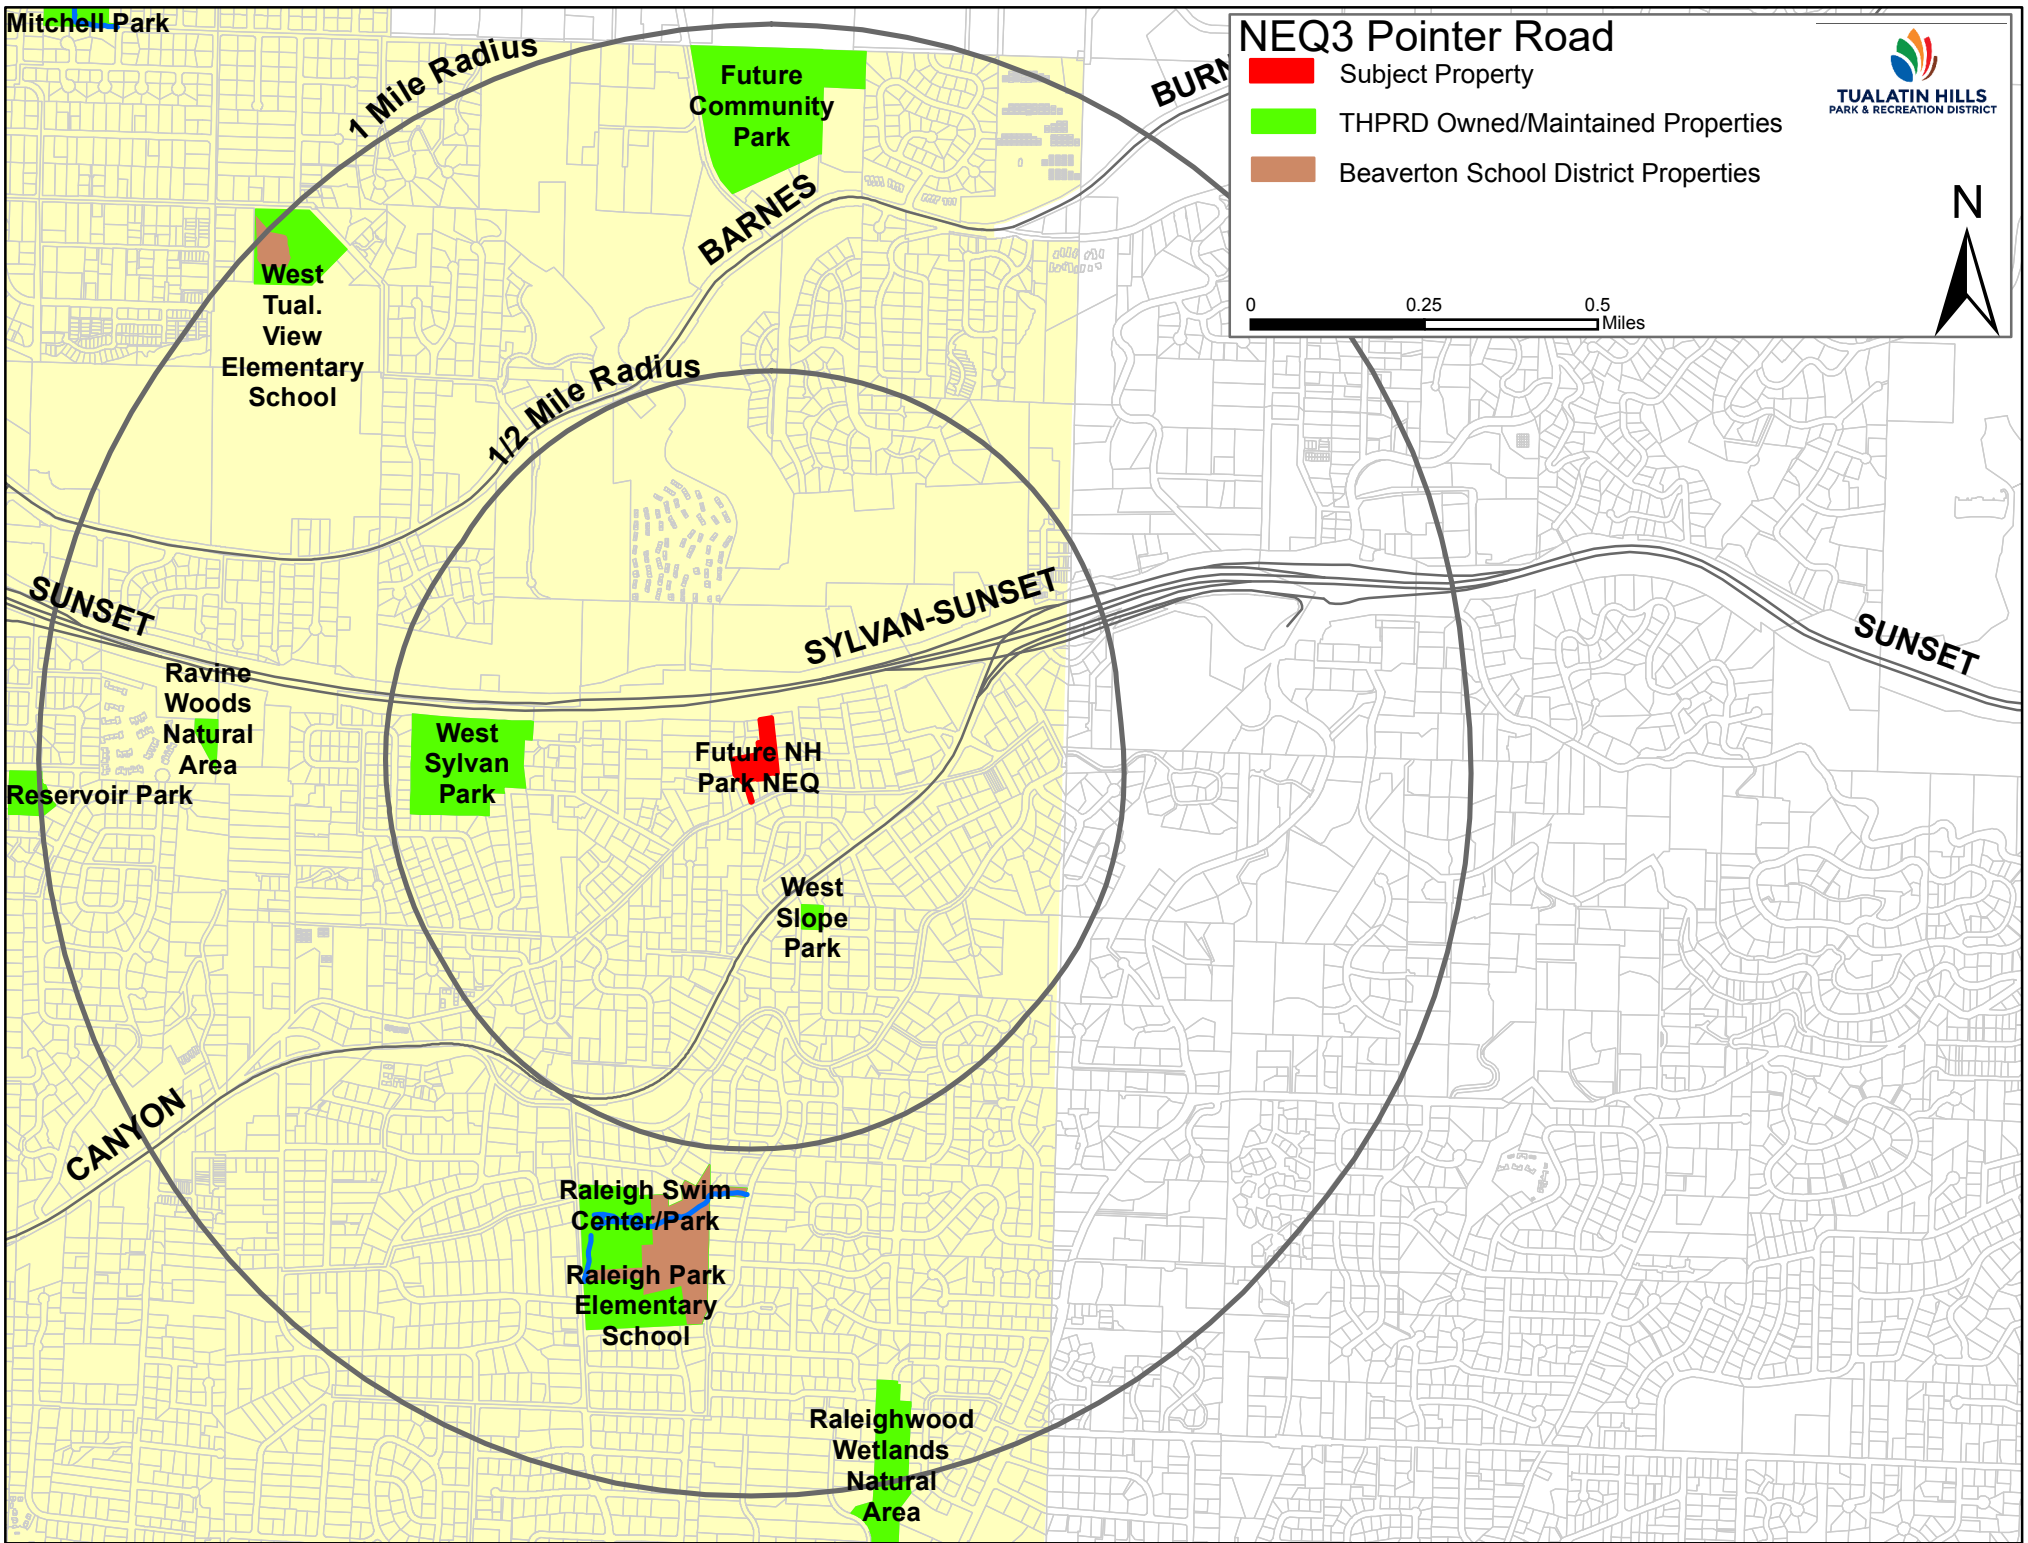 Mitchell Park
1 Mile Radius
Future
Community
Park
BARNES
NEQ3 Pointer Road
Subject Property
THPRD Owned/Maintained Properties
Beaverton School District Properties
TUALATIN HILLS
PARK & RECREATION DISTRICT
N
0 0.25 0.5
Miles
West
Tual.
View
Elementary
School
1/2 Mile Radius
SUNSET
SYLVAN-SUNSET
SUNSET
Ravine
Woods
Natural
Area
Reservoir Park
West
Sylvan
Park
Future NH
Park NEQ
West
Slope
Park
CANYON
Raleigh Swim
Center/Park
Raleigh Park
Elementary
School
Raleighwood
Wetlands
Natural
Area